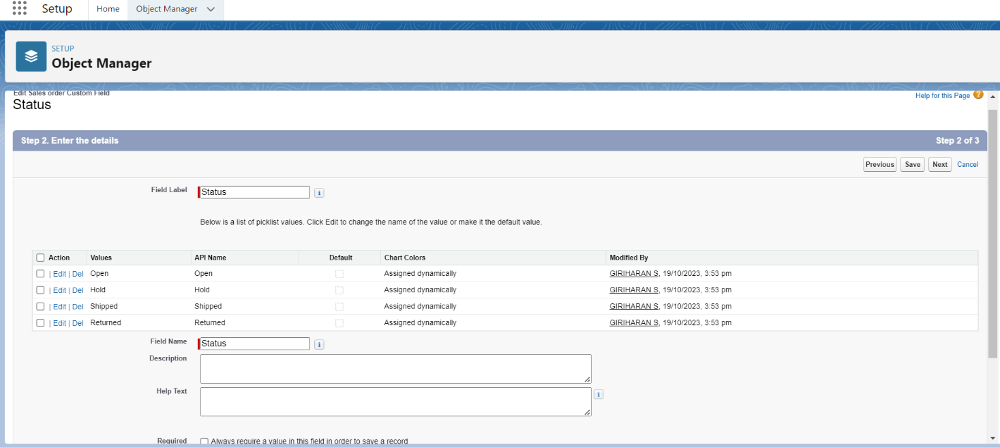 Setup Home Object Manager
SETUP
Object Manager
Edit Sales order Custom Field
Status
Help for this Page ?
Step 2. Enter the details Step 2 of 3
Previous Save Next Cancel
Field Label Status i
Below is a list of picklist values. Click Edit to change the name of the value or make it the default value.
Action Values API Name Default Chart Colors Modified By
| Edit | Del Open Open Assigned dynamically GIRIHARAN S, 19/10/2023, 3:53 pm
| Edit | Del Hold Hold Assigned dynamically GIRIHARAN S, 19/10/2023, 3:53 pm
| Edit | Del Shipped Shipped Assigned dynamically GIRIHARAN S, 19/10/2023, 3:53 pm
| Edit | Del Returned Returned Assigned dynamically GIRIHARAN S, 19/10/2023, 3:53 pm
Field Name Status i
Description
Help Text i
Required Always require a value in this field in order to save a record